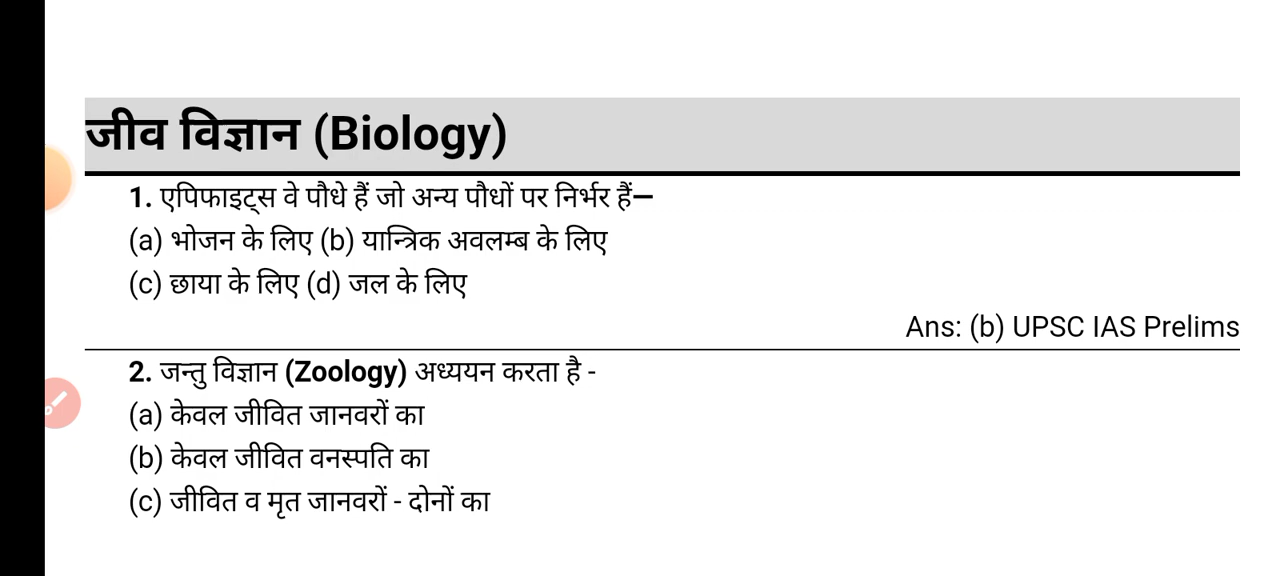 जीव विज्ञान (Biology)
1. एपिफाइट्स वे पौधे हैं जो अन्य पौधों पर निर्भर हैं—
(a) भोजन के लिए (b) यान्त्रिक अवलम्ब के लिए
(c) छाया के लिए (d) जल के लिए
Ans: (b) UPSC IAS Prelims
2. जन्तु विज्ञान (Zoology) अध्ययन करता है -
(a) केवल जीवित जानवरों का
(b) केवल जीवित वनस्पति का
(c) जीवित व मृत जानवरों - दोनों का